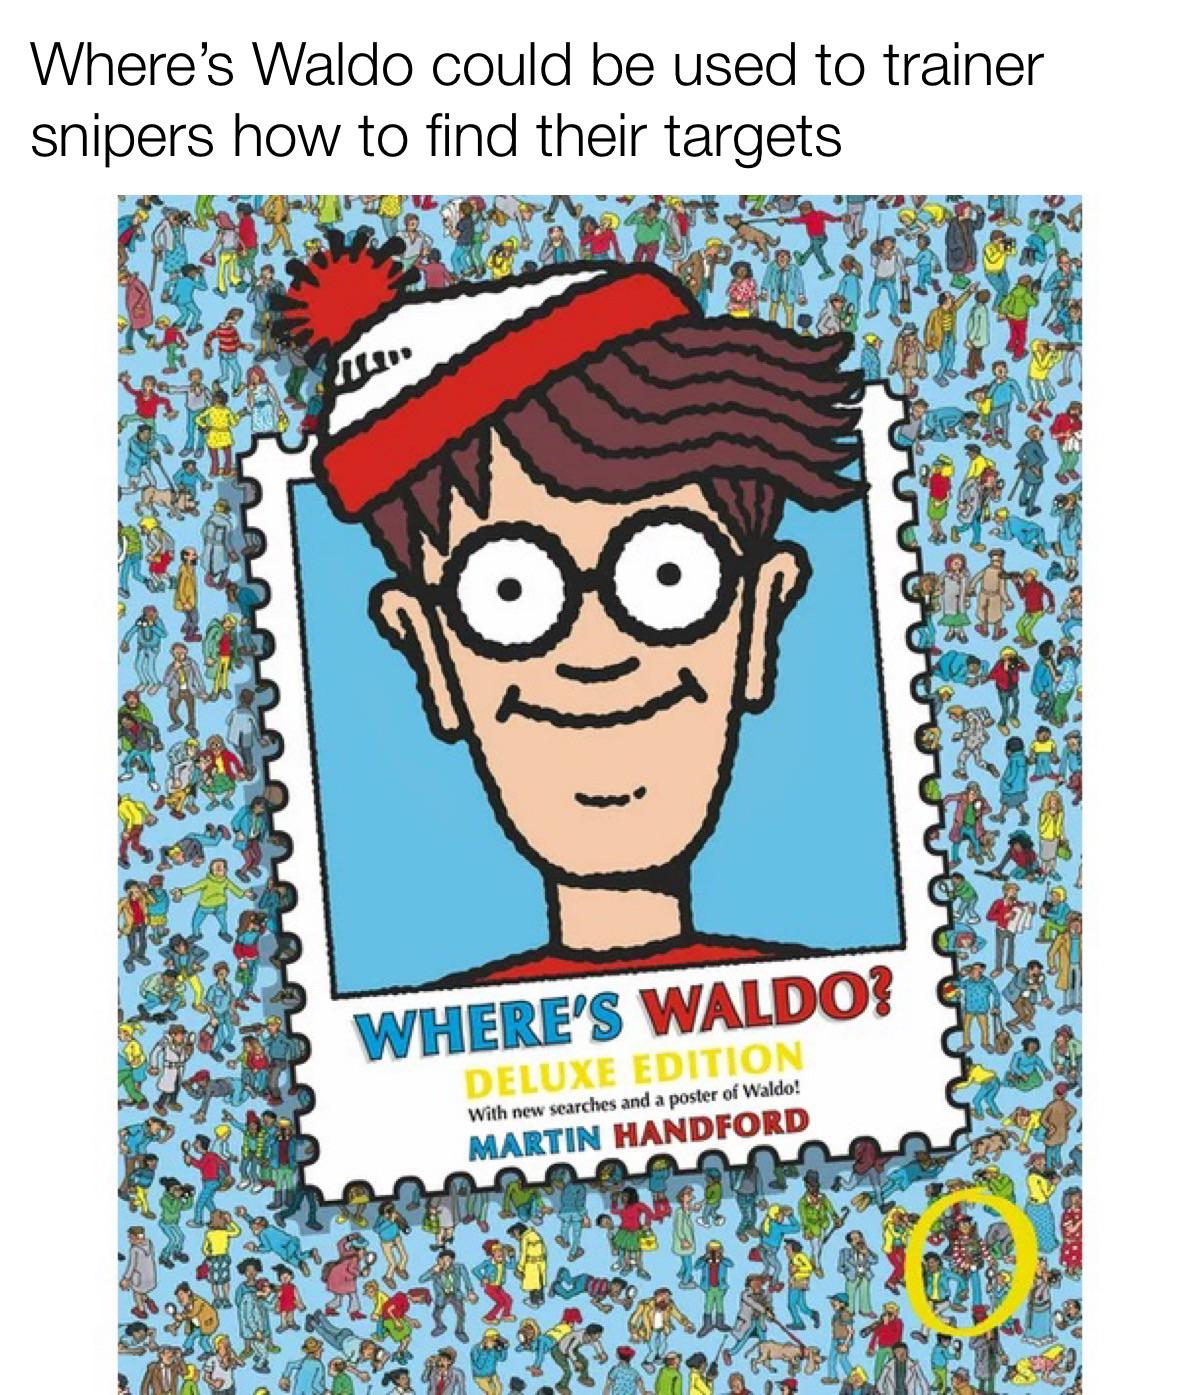 Where’s Waldo could be used to trainer
snipers how to find their targets
WHERE'S WALDO?
DELUXE EDITION
With new searches and a poster of Waldo!
MARTIN HANDFORD